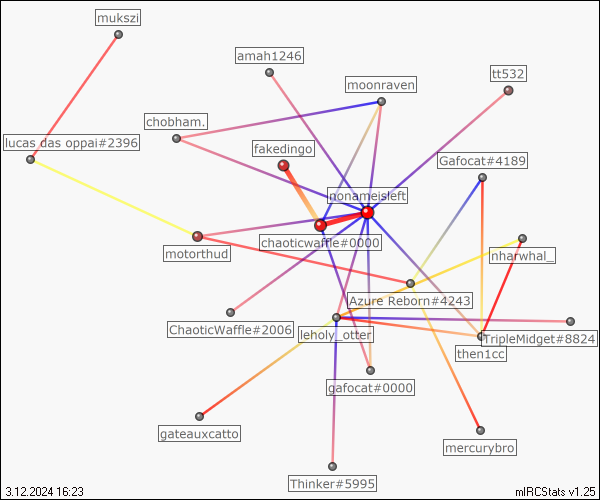 mukszi
amah1246
tt532
moonraven
chobham.
lucas das oppai#2396
fakedingo
Gafocat#4189
nonameisleft
chaoticwaffle#0000
motorthud
nharwhal_
Azure Reborn#4243
ChaoticWaffle#2006
leholy_otter
TripleMidget#8824
then1cc
gafocat#0000
gateauxcatto
mercurybro
Thinker#5995
3.12.2024 16:23
mIRCStats v1.25